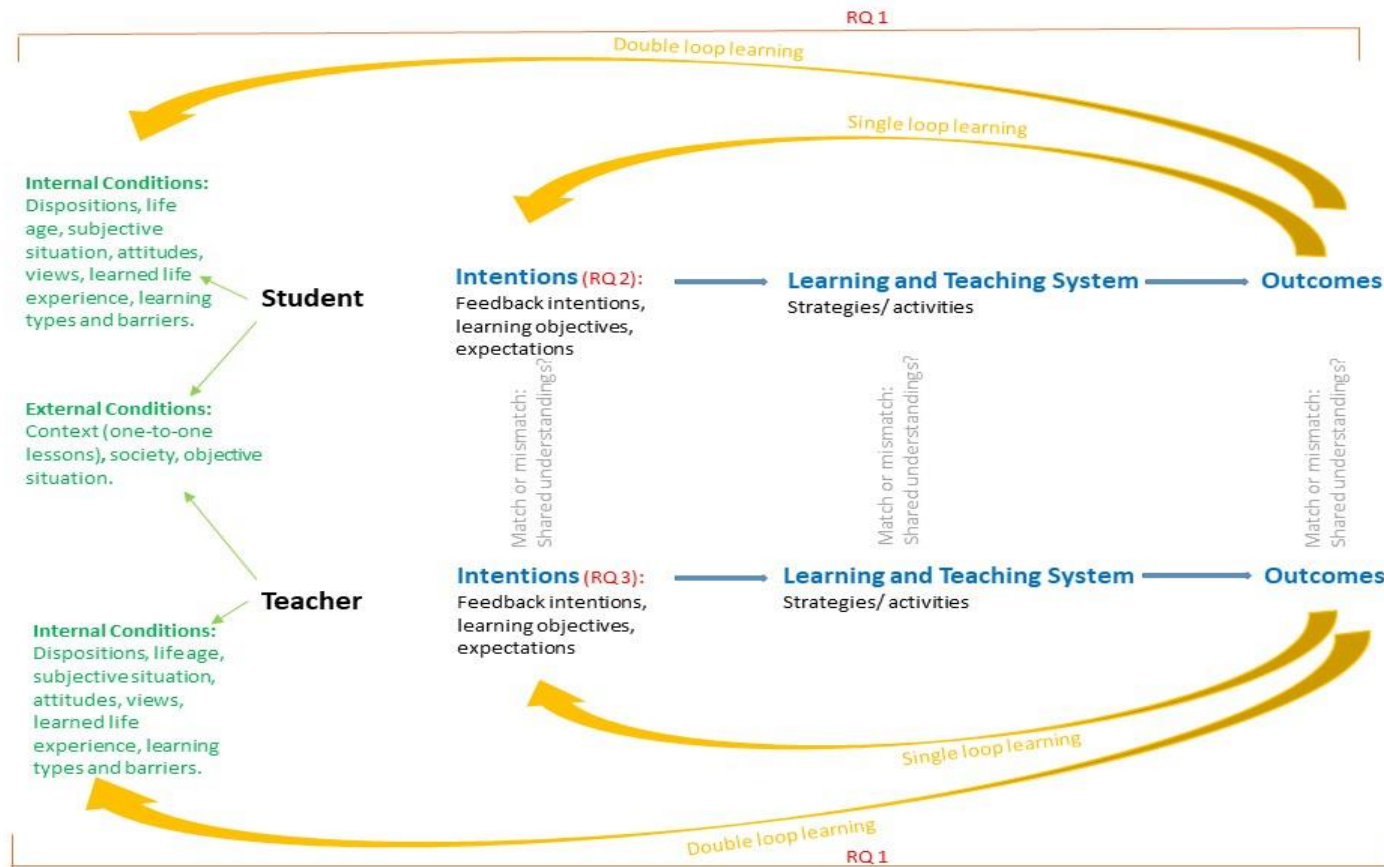 RQ 1
Double loop learning
Single loop learning
Internal Conditions:
Dispositions, life
age, subjective
situation, attitudes,
views, learned life
experience, learning
types and barriers.
Student
Intentions (RQ 2):
Feedback intentions,
learning objectives,
expectations
Learning and Teaching System
Strategies/ activities
Outcomes
External Conditions:
Context (one-to-one
lessons), society, objective
situation.
Match or mismatch:
Shared understandings?
Match or mismatch:
Shared understandings?
Match or mismatch:
Shared understandings?
Teacher
Intentions (RQ 3):
Feedback intentions,
learning objectives,
expectations
Learning and Teaching System
Strategies/ activities
Outcomes
Internal Conditions:
Dispositions, life age,
subjective situation,
attitudes, views,
learned life
experience, learning
types and barriers.
Single loop learning
Double loop learning
RQ 1